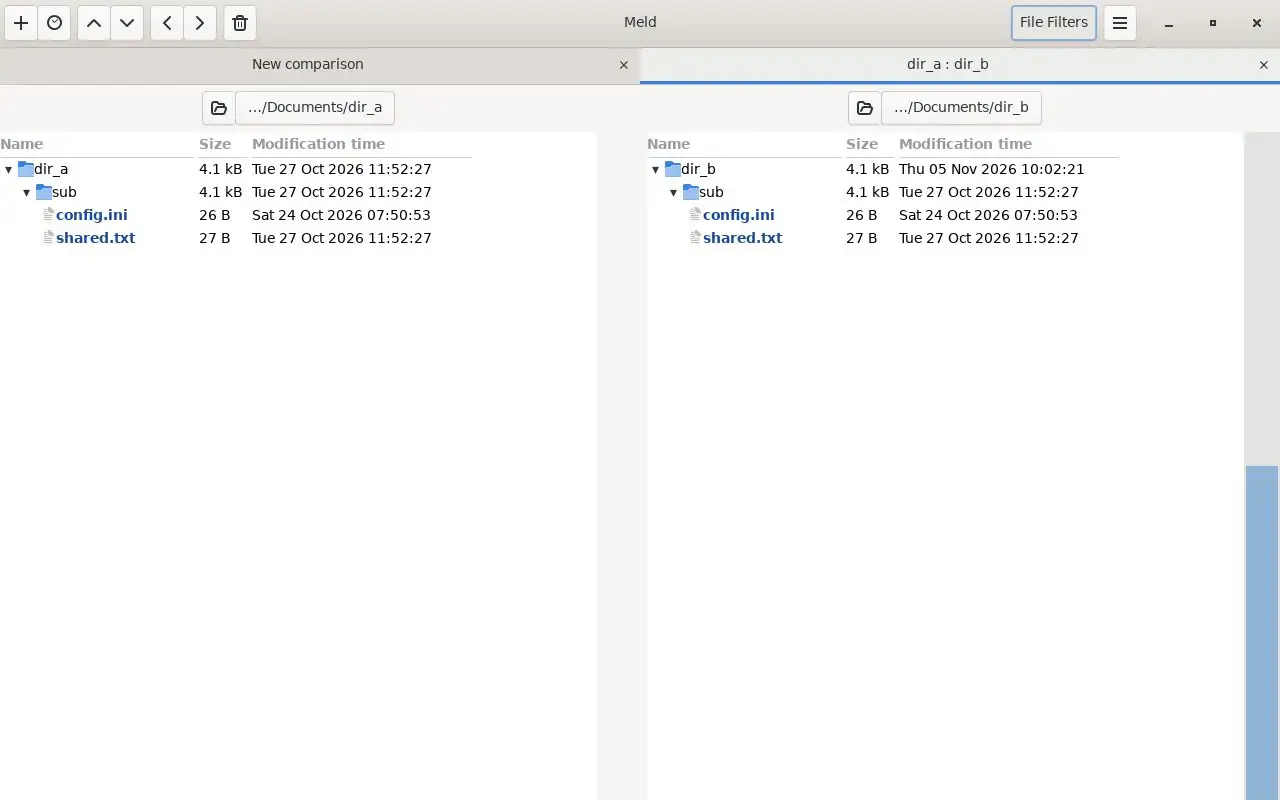 Meld
File Filters
New comparison
dir_a : dir_b
.../Documents/dir_a
.../Documents/dir_b
Name Size Modification time
dir_a 4.1 kB Tue 27 Oct 2026 11:52:27
sub 4.1 kB Tue 27 Oct 2026 11:52:27
config.ini 26 B Sat 24 Oct 2026 07:50:53
shared.txt 27 B Tue 27 Oct 2026 11:52:27
Name Size Modification time
dir_b 4.1 kB Thu 05 Nov 2026 10:02:21
sub 4.1 kB Tue 27 Oct 2026 11:52:27
config.ini 26 B Sat 24 Oct 2026 07:50:53
shared.txt 27 B Tue 27 Oct 2026 11:52:27